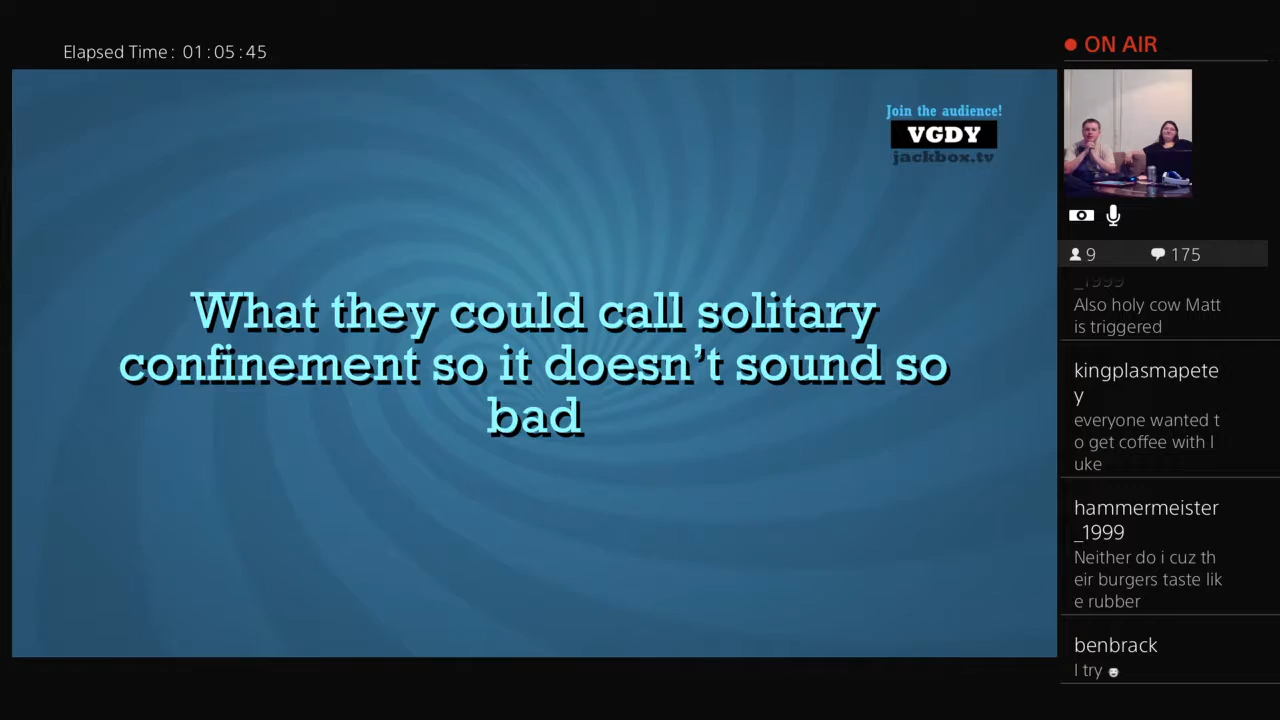 Elapsed Time: 01:05:45
ON AIR
Join the audience!
VGDY
jackbox.tv
What they could call solitary
confinement so it doesn't sound so
bad
9 175
_1999
Also holy cow Matt
is triggered
kingplasmapete
y
everyone wanted t
o get coffee with l
uke
hammermeister
_1999
Neither do i cuz th
eir burgers taste lik
e rubber
benbrack
I try